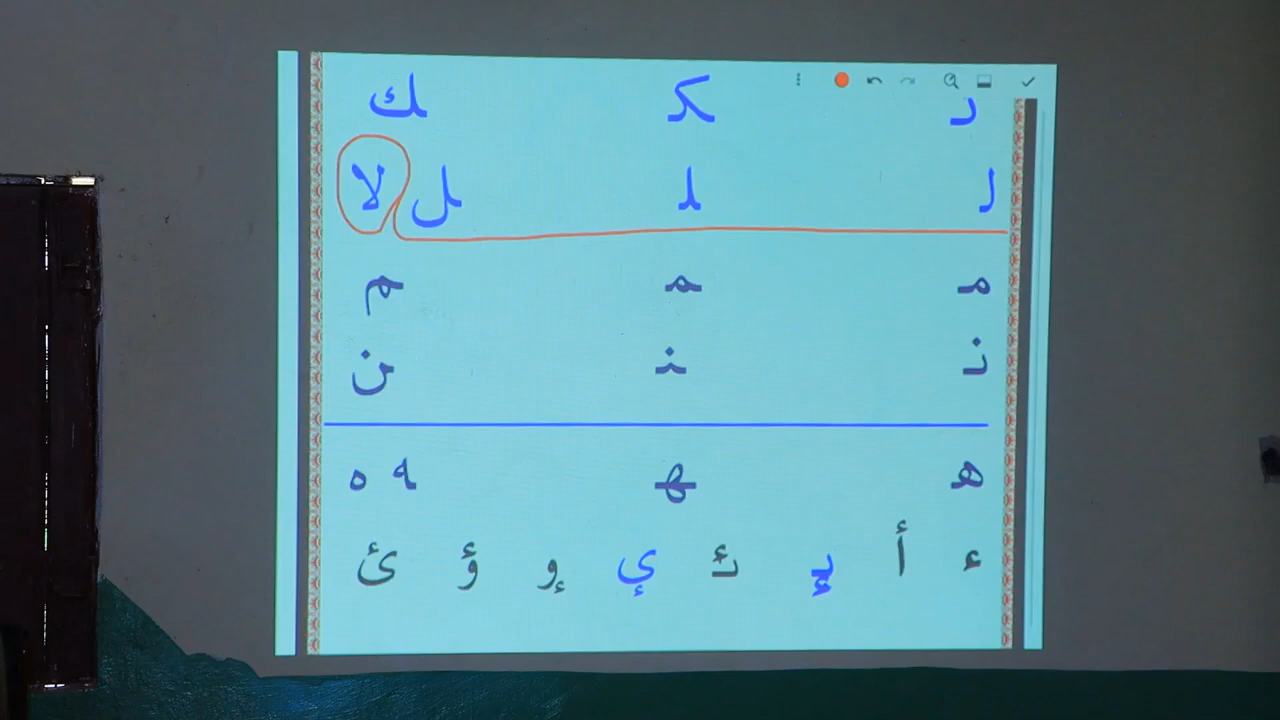 كـ ـكـ ـك
لـ ـلـ ـل لا
مـ ـمـ ـم
نـ ـنـ ـن
هـ ـهـ ـه ه
ء أ ئـ ؤ ئ